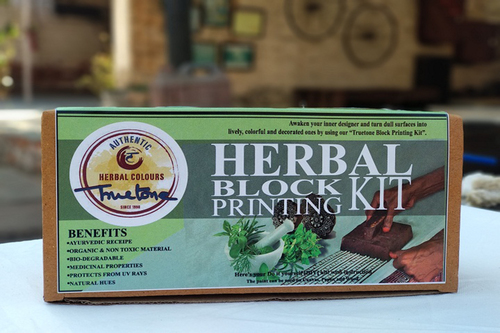 Awaken your inner designer and turn dull surfaces into
lively, colorful and decorated ones by using our "Truetone Block Printing Kit".
AUTHENTIC
HERBAL COLOURS
Truetone
SINCE 1998
HERBAL
BLOCK
PRINTING KIT
BENEFITS
•AYURVEDIC RECEIPE
•ORGANIC & NON TOXIC MATERIAL
•BIO-DEGRADABLE
•MEDICINAL PROPERTIES
•PROTECTS FROM UV RAYS
•NATURAL HUES